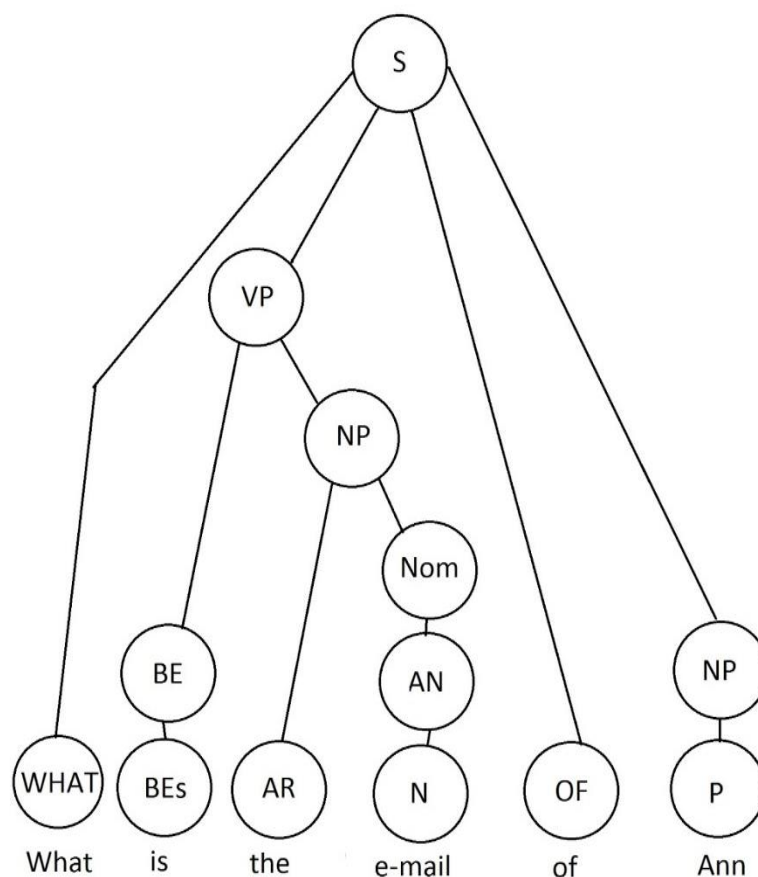 S
VP
NP
Nom
BE
AN
NP
WHAT
BEs
AR
N
OF
P
What is the e-mail of Ann